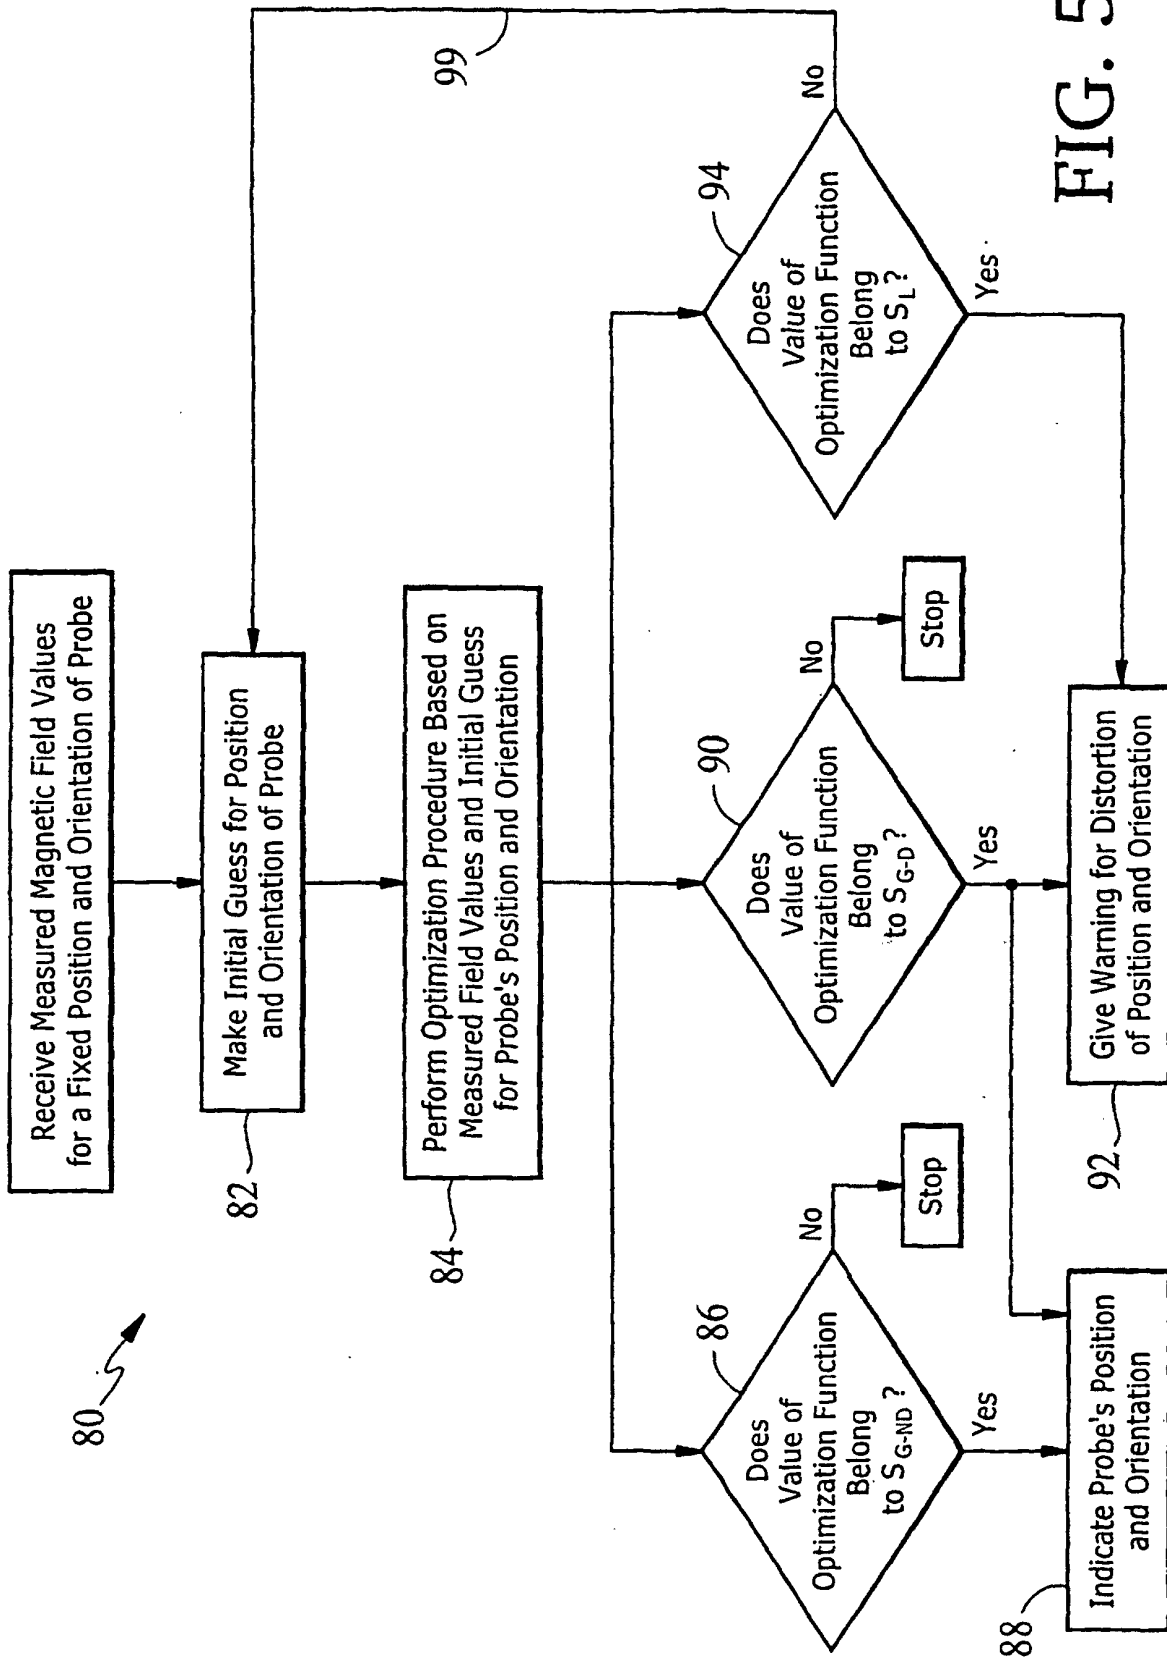 80
Receive Measured Magnetic Field Values
for a Fixed Position and Orientation of Probe
82
Make Initial Guess for Position
and Orientation of Probe
99
84
Perform Optimization Procedure Based on
Measured Field Values and Initial Guess
for Probe's Position and Orientation
86
Does
Value of
Optimization Function
Belong
to S G-ND ?
No
Stop
Yes
90
Does
Value of
Optimization Function
Belong
to S G-D ?
No
Stop
Yes
94
Does
Value of
Optimization Function
Belong
to S L ?
No
Yes
88
Indicate Probe's Position
and Orientation
92
Give Warning for Distortion
of Position and Orientation
FIG. 5